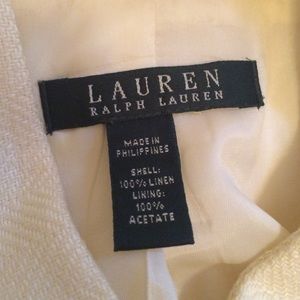 LAUREN
RALPH LAUREN
MADE IN
PHILIPPINES
SHELL:
100% LINEN
LINING:
100%
ACETATE